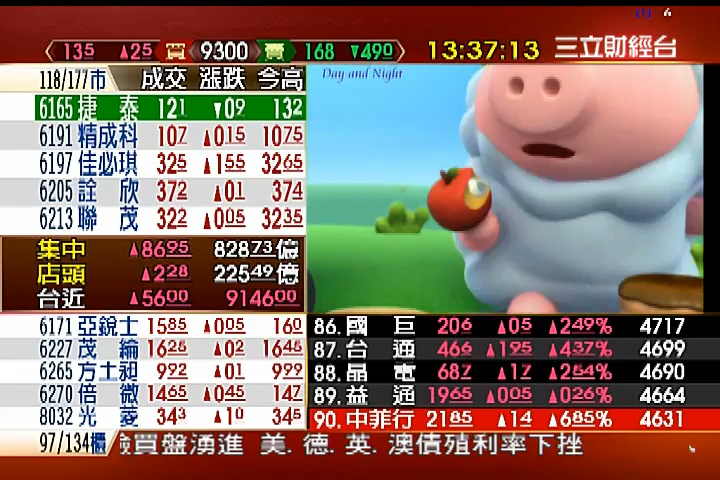 135 ▲25 買 9300 賣 168 ▼490 13:37:13 三立財經台
118/177市 成交 漲跌 今高
Day and Night
6165 捷泰 121 ▼09 132
6191 精成科 107 ▲015 1075
6197 佳必琪 325 ▲155 3265
6205 詮欣 372 ▲01 374
6213 聯茂 322 ▲005 3235
集中 ▲8695 82873億
店頭 ▲228 22549億
台近 ▲5600 914600
6171 亞銳士 1585 ▲005 160
6227 茂綸 1625 ▲02 1645
6265 方土昶 992 ▲01 999
6270 倍微 1465 ▲045 147
8032 光菱 343 ▲10 345
86.國巨 206 ▲05 ▲249% 4717
87.台通 466 ▲195 ▲437% 4699
88.晶電 687 ▲17 ▲254% 4690
89.益通 1965 ▲005 ▲026% 4664
90.中菲行 2185 ▲14 ▲685% 4631
97/134櫃 買盤湧進 美. 德. 英. 澳債殖利率下挫